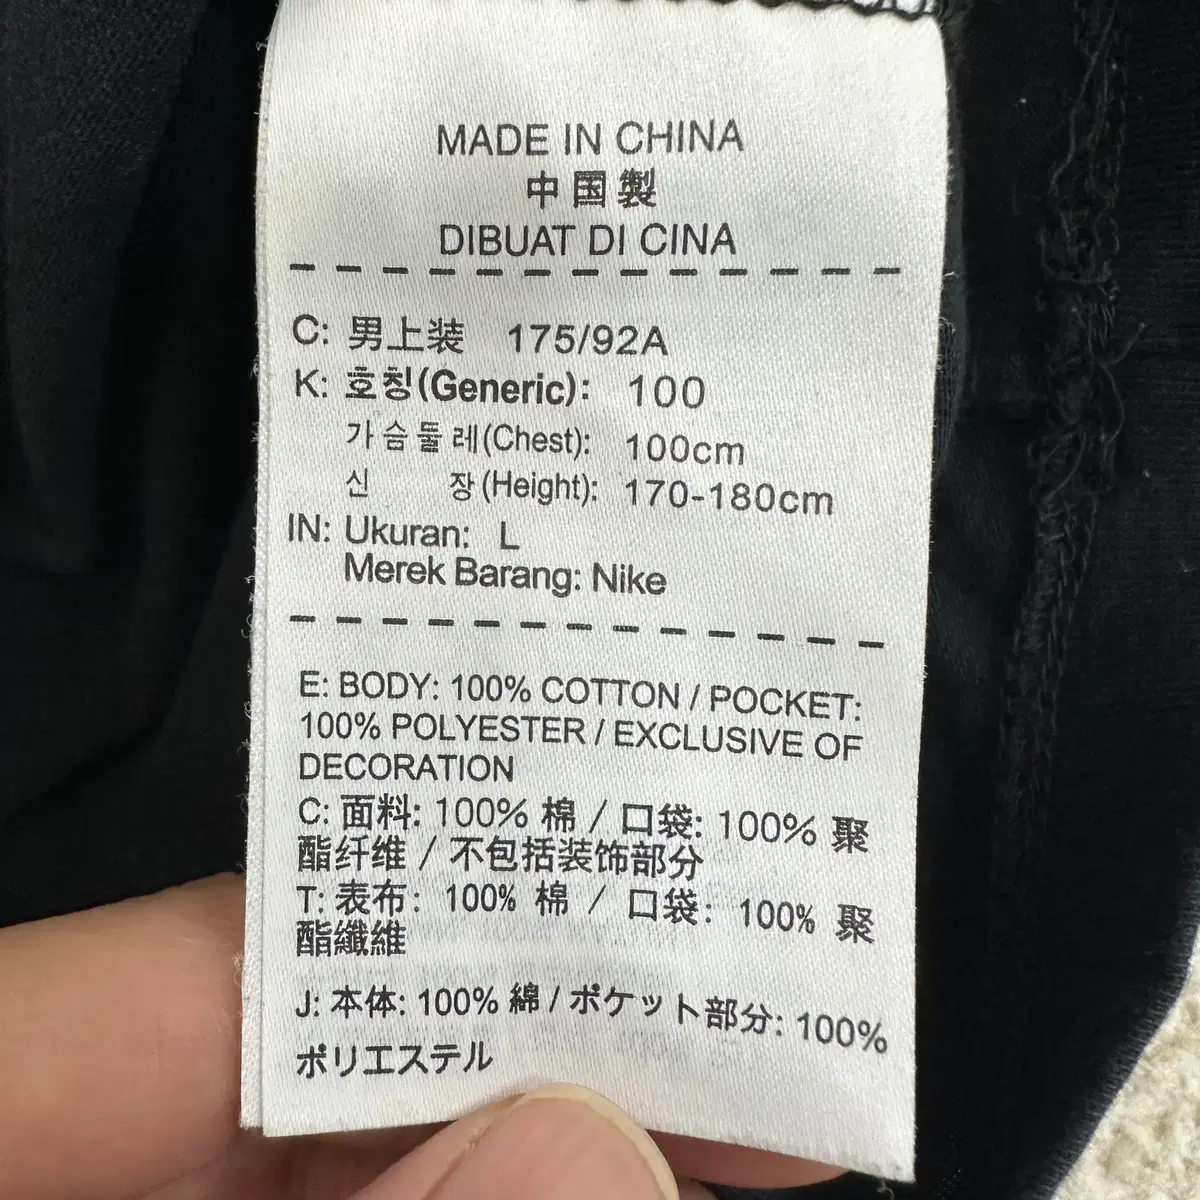 MADE IN CHINA
中国製
DIBUAT DI CINA
C: 男上装 175/92A
K: 호칭(Generic): 100
가슴둘레(Chest): 100cm
신 장(Height): 170-180cm
IN: Ukuran: L
Merek Barang: Nike
E: BODY: 100% COTTON / POCKET:
100% POLYESTER / EXCLUSIVE OF
DECORATION
C: 面料: 100% 棉 / 口袋: 100% 聚
酯纤维 / 不包括装饰部分
T: 表布: 100% 棉 / 口袋: 100% 聚
酯纖維
J: 本体: 100% 綿 / ポケット部分: 100%
ポリエステル